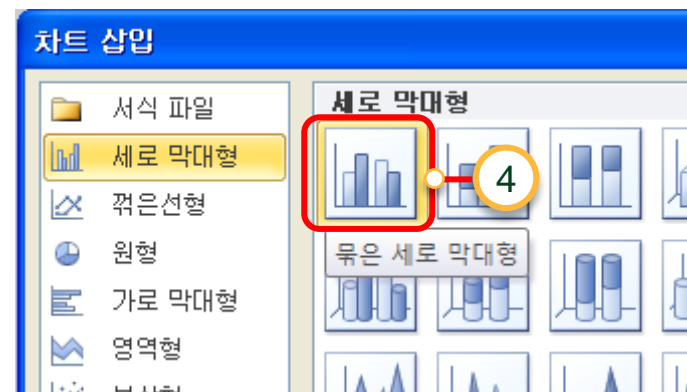 차트 삽입
서식 파일
세로 막대형
꺾은선형
원형
가로 막대형
영역형
세로 막대형
4
묶은 세로 막대형